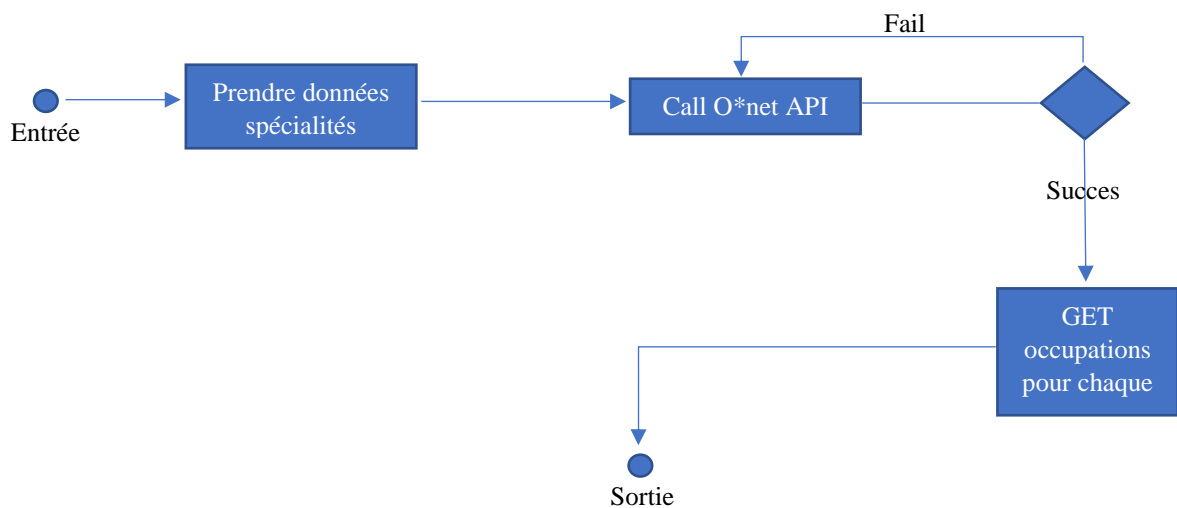 Fail
Prendre données
spécialités
Call O*net API
Entrée
Succes
GET
occupations
pour chaque
Sortie